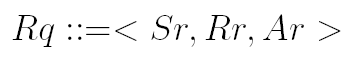 Rq ::=< Sr, Rr, Ar >